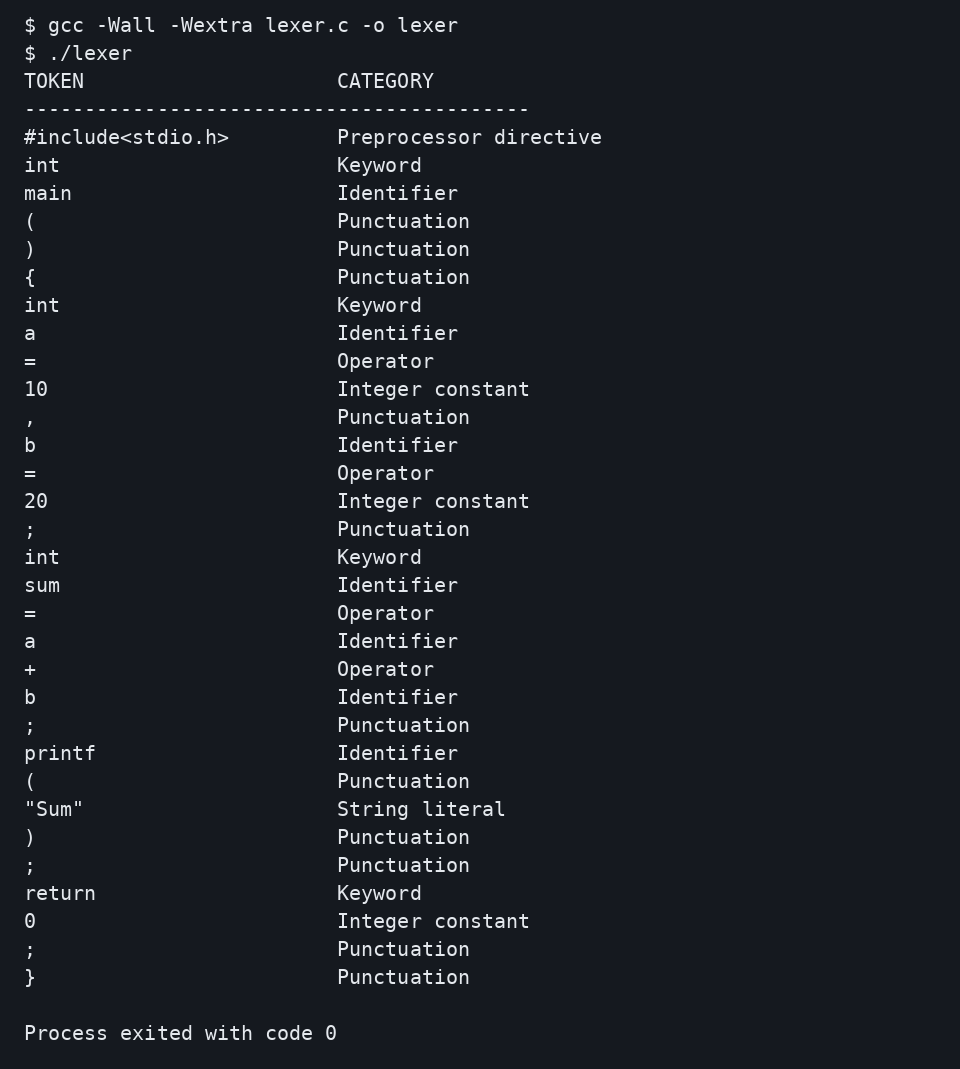 $ gcc -Wall -Wextra lexer.c -o lexer
$ ./lexer
TOKEN                     CATEGORY
------------------------------------------
#include<stdio.h>         Preprocessor directive
int                       Keyword
main                      Identifier
(                         Punctuation
)                         Punctuation
{                         Punctuation
int                       Keyword
a                         Identifier
=                         Operator
10                        Integer constant
,                         Punctuation
b                         Identifier
=                         Operator
20                        Integer constant
;                         Punctuation
int                       Keyword
sum                       Identifier
=                         Operator
a                         Identifier
+                         Operator
b                         Identifier
;                         Punctuation
printf                    Identifier
(                         Punctuation
"Sum"                     String literal
)                         Punctuation
;                         Punctuation
return                    Keyword
0                         Integer constant
;                         Punctuation
}                         Punctuation

Process exited with code 0